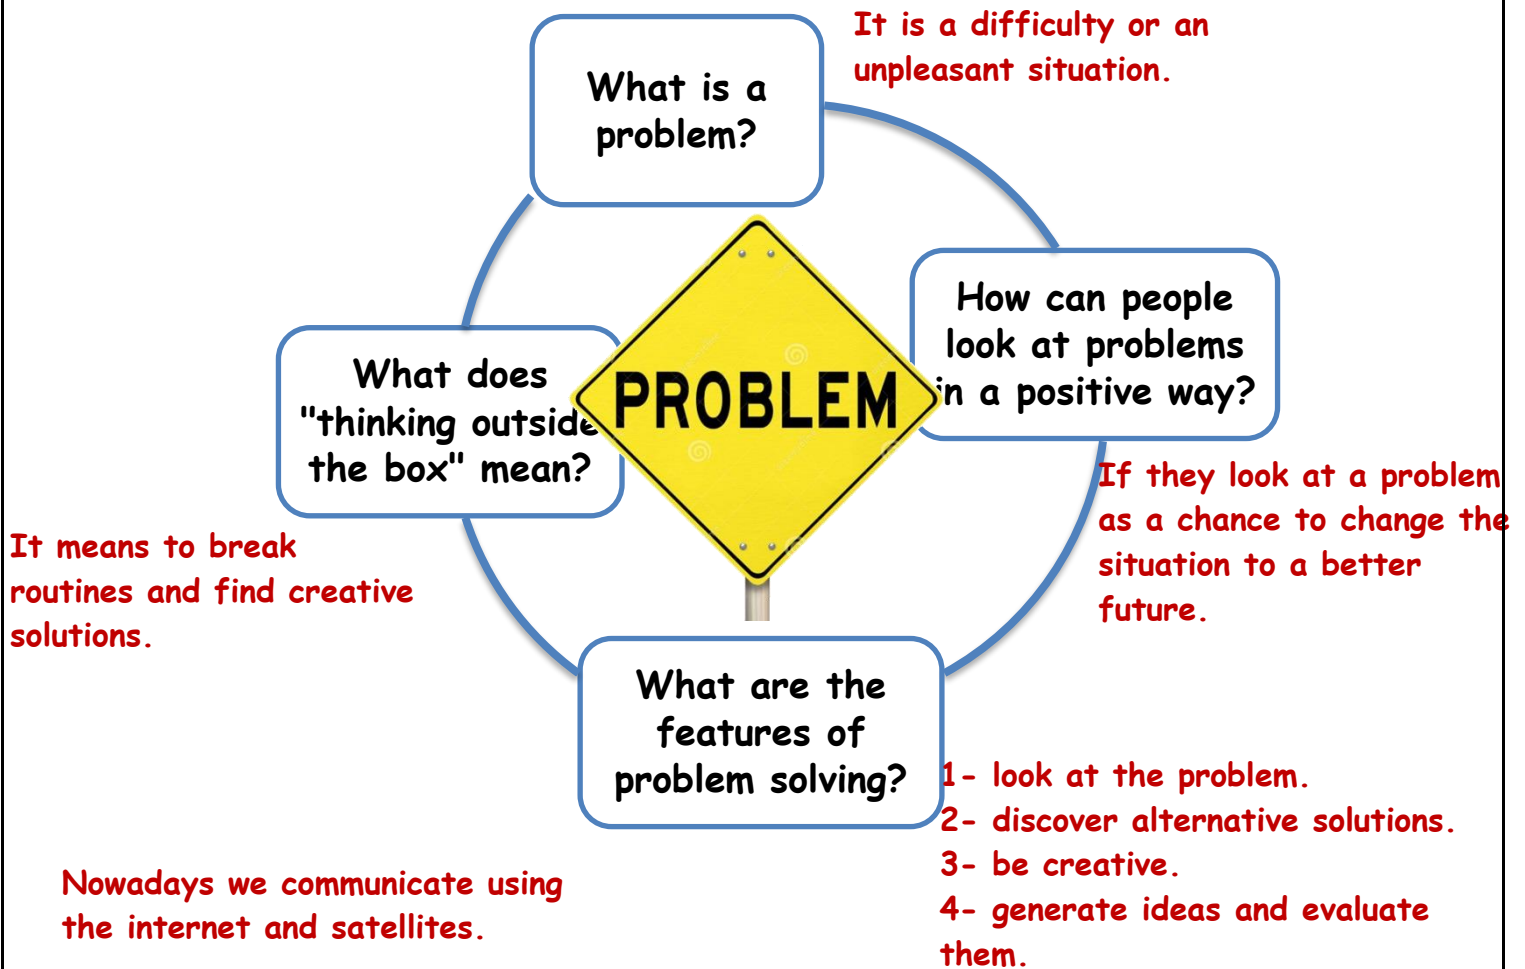 What is a
problem?
It is a difficulty or an
unpleasant situation.
How can people
look at problems
in a positive way?
If they look at a problem
as a chance to change the
situation to a better
future.
PROBLEM
What does
"thinking outside
the box" mean?
It means to break
routines and find creative
solutions.
What are the
features of
problem solving?
1- look at the problem.
2- discover alternative solutions.
3- be creative.
4- generate ideas and evaluate
them.
Nowadays we communicate using
the internet and satellites.